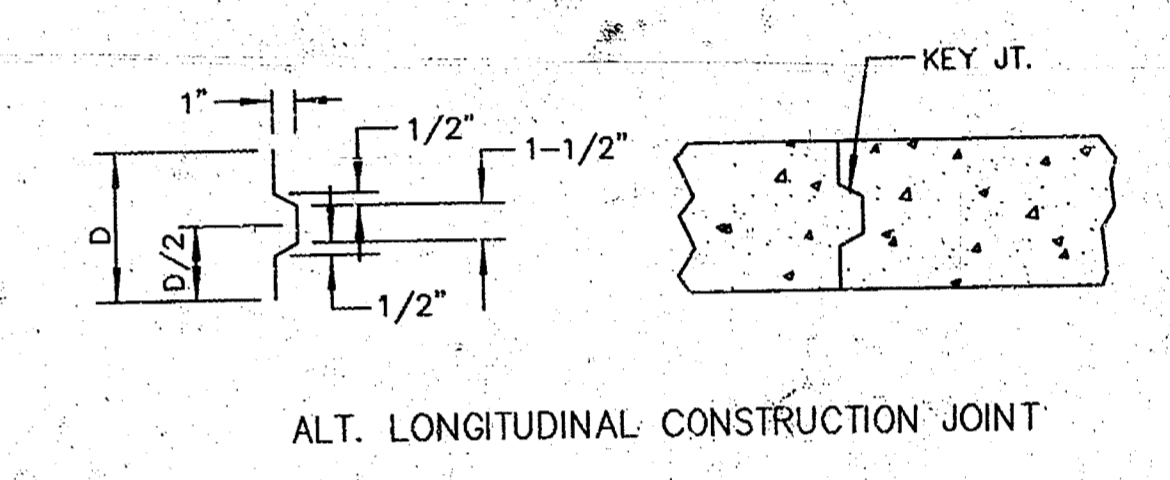 KEY JT.
1"
1/2"
1-1/2"
D
D/2
1/2"
ALT. LONGITUDINAL CONSTRUCTION JOINT